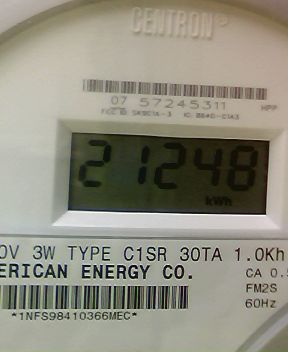 CENTRON®
07 57245311 HPP
21248
kWh
0V 3W TYPE C1SR 30TA 1.0Kh
ERICAN ENERGY CO.
CA 0.5
FM2S
60Hz
*1NFS98410366MEC*